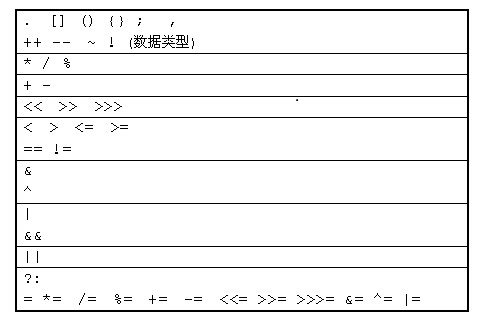 . [] () {} ; ,
++ -- ~ ! (数据类型)
* / %
+ -
<< >> >>>
< > <= >=
== !=
&
^
|
&&
||
?:
= *= /= %= += -= <<= >>= >>>= &= ^= |=